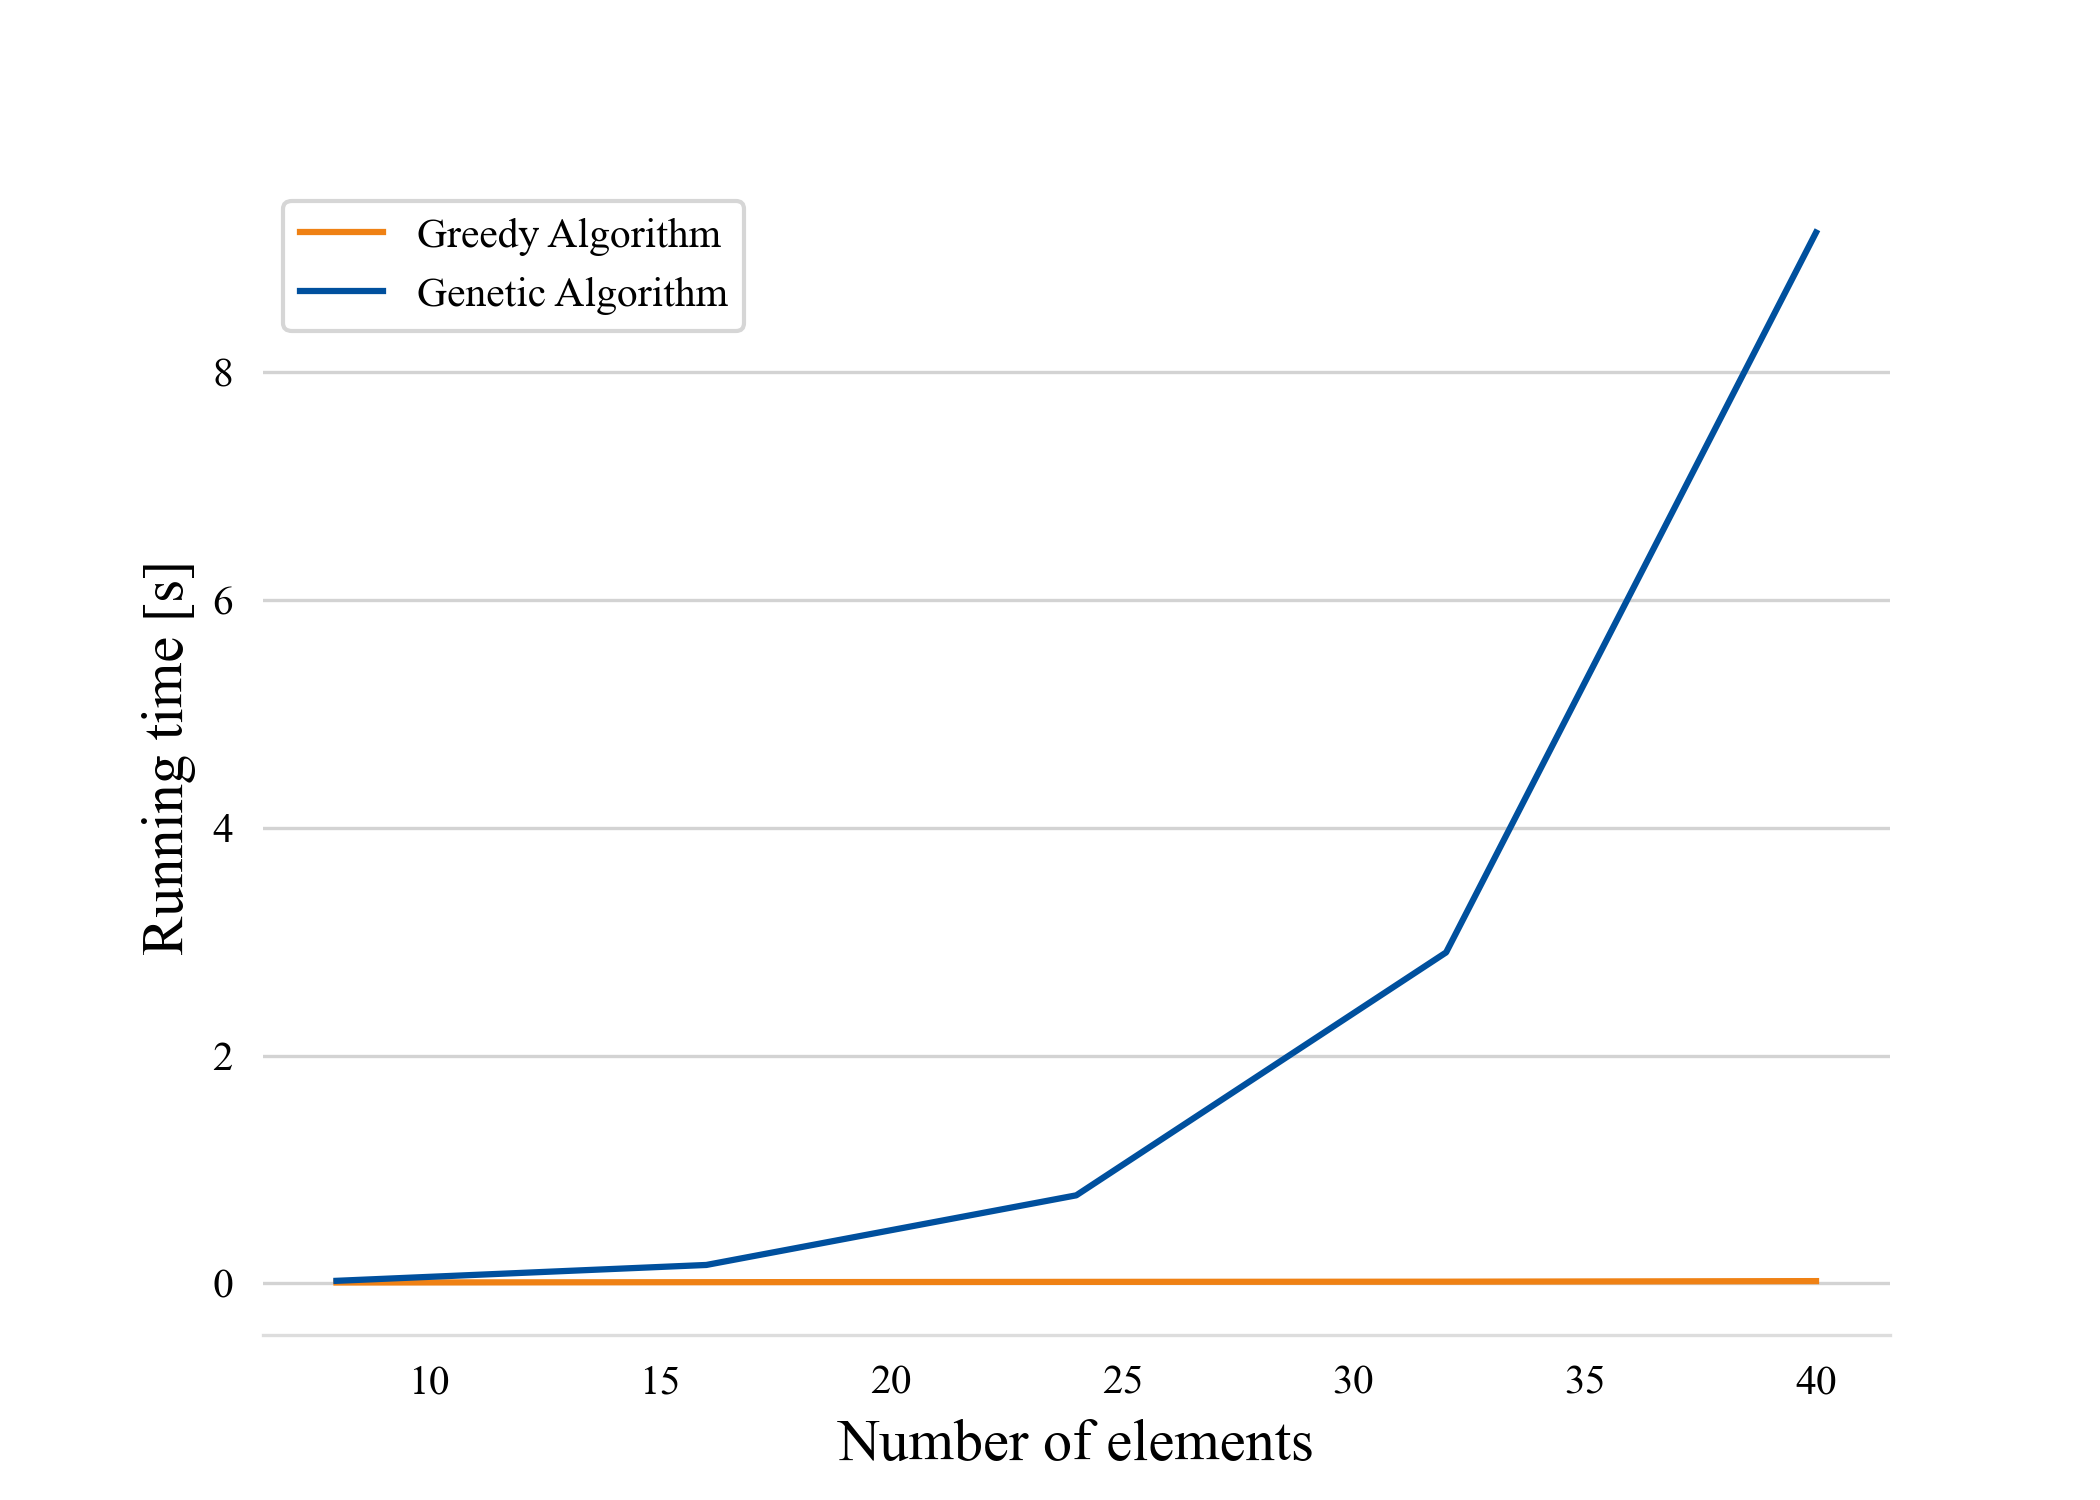 Greedy Algorithm
Genetic Algorithm
8
6
4
2
0
Running time [s]
10 15 20 25 30 35 40
Number of elements